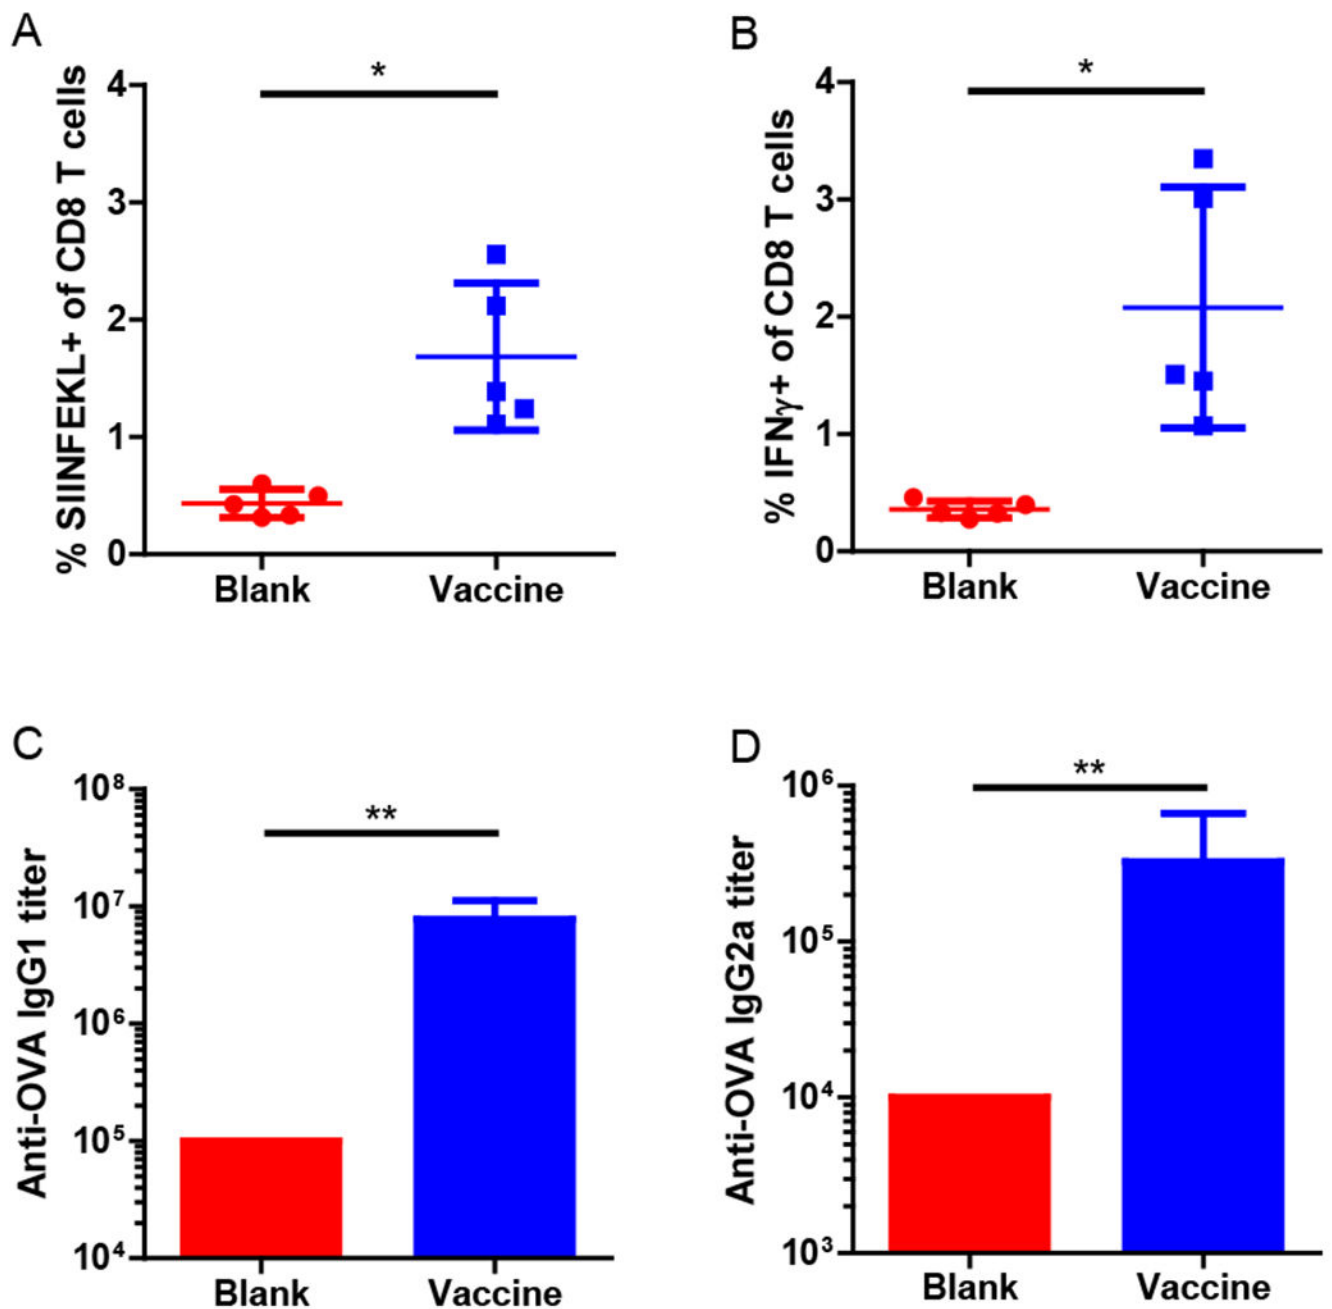 A
% SIINFEKL+ of CD8 T cells
4
3
2
1
0
*
Blank
Vaccine
B
% IFNγ+ of CD8 T cells
4
3
2
1
0
*
Blank
Vaccine
C
Anti-OVA IgG1 titer
10⁸
10⁷
10⁶
10⁵
10⁴
**
Blank
Vaccine
D
Anti-OVA IgG2a titer
10⁶
10⁵
10⁴
10³
**
Blank
Vaccine